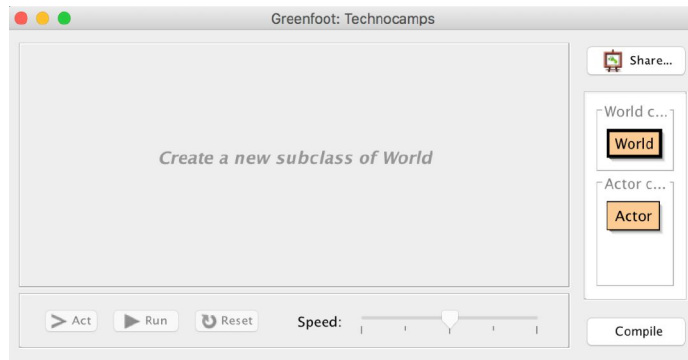 Greenfoot: Technocamps
Share...
World c...
World
Create a new subclass of World
Actor c...
Actor
Act
Run
Reset
Speed:
Compile